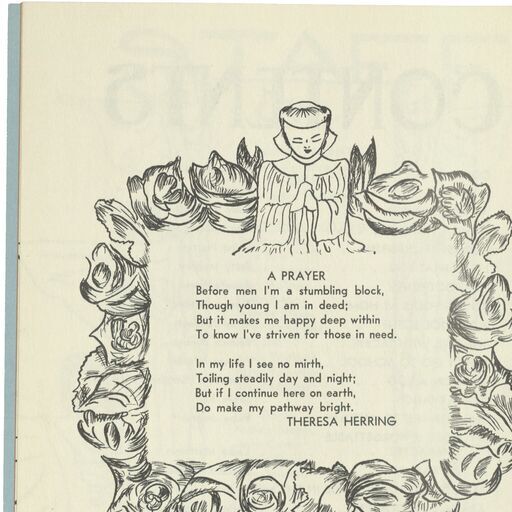 A PRAYER
Before men I'm a stumbling block,
Though young I am in deed;
But it makes me happy deep within
To know I've striven for those in need.
In my life I see no mirth,
Toiling steadily day and night;
But if I continue here on earth,
Do make my pathway bright.
THERESA HERRING